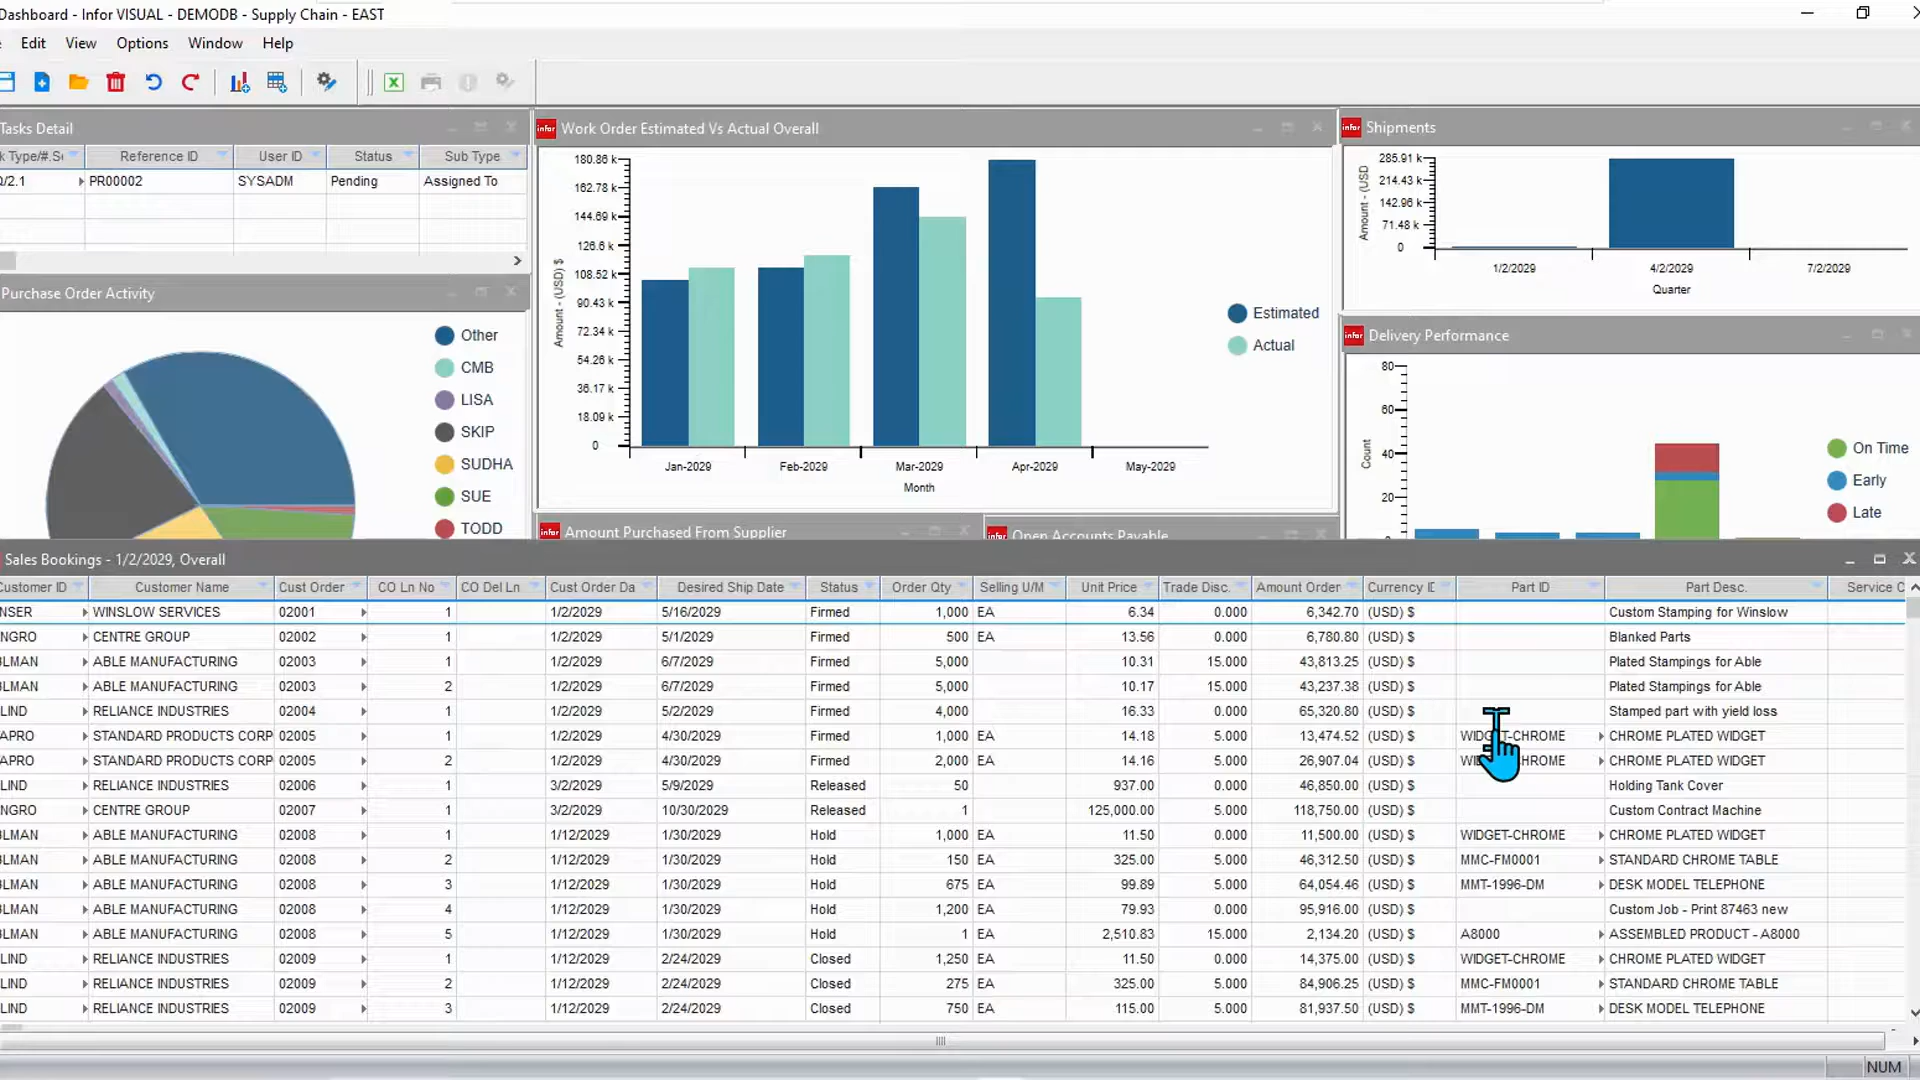 Dashboard - Infor VISUAL - DEMODB - Supply Chain - EAST
Edit View Options Window Help
Tasks Detail
Reference ID User ID Status Sub Type
PR00002 SYSADM Pending Assigned To
Purchase Order Activity
Other
CMB
LISA
SKIP
SUDHA
SUE
TODD
infor Work Order Estimated Vs Actual Overall
Amount - (USD) $
180.86 k
162.78 k
144.69 k
126.6 k
108.52 k
90.43 k
72.34 k
54.26 k
36.17 k
18.09 k
0
Jan-2029 Feb-2029 Mar-2029 Apr-2029 May-2029
Month
Estimated
Actual
infor Shipments
Amount - (USD
285.91 k
214.43 k
142.96 k
71.48 k
0
1/2/2029 4/2/2029 7/2/2029
Quarter
infor Delivery Performance
Count
80
60
40
20
On Time
Early
Late
infor Amount Purchased From Supplier
infor Open Accounts Payable
Sales Bookings - 1/2/2029, Overall
Customer ID Customer Name Cust Order CO Ln No CO Del Ln Cust Order Da Desired Ship Date Status Order Qty Selling U/M Unit Price Trade Disc. Amount Order Currency ID Part ID Part Desc. Service C
NSER WINSLOW SERVICES 02001 1 1/2/2029 5/16/2029 Firmed 1,000 EA 6.34 0.000 6,342.70 (USD) $ Custom Stamping for Winslow
NGRO CENTRE GROUP 02002 1 1/2/2029 5/1/2029 Firmed 500 EA 13.56 0.000 6,780.80 (USD) $ Blanked Parts
BLMAN ABLE MANUFACTURING 02003 1 1/2/2029 6/7/2029 Firmed 5,000 10.31 15.000 43,813.25 (USD) $ Plated Stampings for Able
BLMAN ABLE MANUFACTURING 02003 2 1/2/2029 6/7/2029 Firmed 5,000 10.17 15.000 43,237.38 (USD) $ Plated Stampings for Able
LIND RELIANCE INDUSTRIES 02004 1 1/2/2029 5/2/2029 Firmed 4,000 16.33 0.000 65,320.80 (USD) $ Stamped part with yield loss
APRO STANDARD PRODUCTS CORP 02005 1 1/2/2029 4/30/2029 Firmed 1,000 EA 14.18 0.000 13,474.52 (USD) $ WIDGET-CHROME CHROME PLATED WIDGET
APRO STANDARD PRODUCTS CORP 02005 2 1/2/2029 4/30/2029 Firmed 2,000 EA 14.16 0.000 26,907.04 (USD) $ CHROME PLATED WIDGET
LIND RELIANCE INDUSTRIES 02006 1 3/2/2029 5/9/2029 Released 50 937.00 0.000 46,850.00 (USD) $ Holding Tank Cover
NGRO CENTRE GROUP 02007 1 3/2/2029 10/30/2029 Released 1 125,000.00 5.000 118,750.00 (USD) $ Custom Contract Machine
BLMAN ABLE MANUFACTURING 02008 1 1/12/2029 1/30/2029 Hold 1,000 EA 11.50 0.000 11,500.00 (USD) $ WIDGET-CHROME CHROME PLATED WIDGET
BLMAN ABLE MANUFACTURING 02008 2 1/12/2029 1/30/2029 Hold 150 EA 325.00 5.000 46,312.50 (USD) $ MMC-FM0001 STANDARD CHROME TABLE
BLMAN ABLE MANUFACTURING 02008 3 1/12/2029 1/30/2029 Hold 675 EA 99.89 5.000 64,054.46 (USD) $ MMT-1996-DM DESK MODEL TELEPHONE
BLMAN ABLE MANUFACTURING 02008 4 1/12/2029 1/30/2029 Hold 1,200 EA 79.93 0.000 95,916.00 (USD) $ Custom Job - Print 87463 new
BLMAN ABLE MANUFACTURING 02008 5 1/12/2029 1/30/2029 Hold 1 EA 2,510.83 15.000 2,134.20 (USD) $ A8000 ASSEMBLED PRODUCT - A8000
LIND RELIANCE INDUSTRIES 02009 1 1/12/2029 2/24/2029 Closed 1,250 EA 11.50 0.000 14,375.00 (USD) $ WIDGET-CHROME CHROME PLATED WIDGET
LIND RELIANCE INDUSTRIES 02009 2 1/12/2029 2/24/2029 Closed 275 EA 325.00 5.000 84,906.25 (USD) $ MMC-FM0001 STANDARD CHROME TABLE
LIND RELIANCE INDUSTRIES 02009 3 1/12/2029 2/24/2029 Closed 750 EA 115.00 5.000 81,937.50 (USD) $ MMT-1996-DM DESK MODEL TELEPHONE
NUM